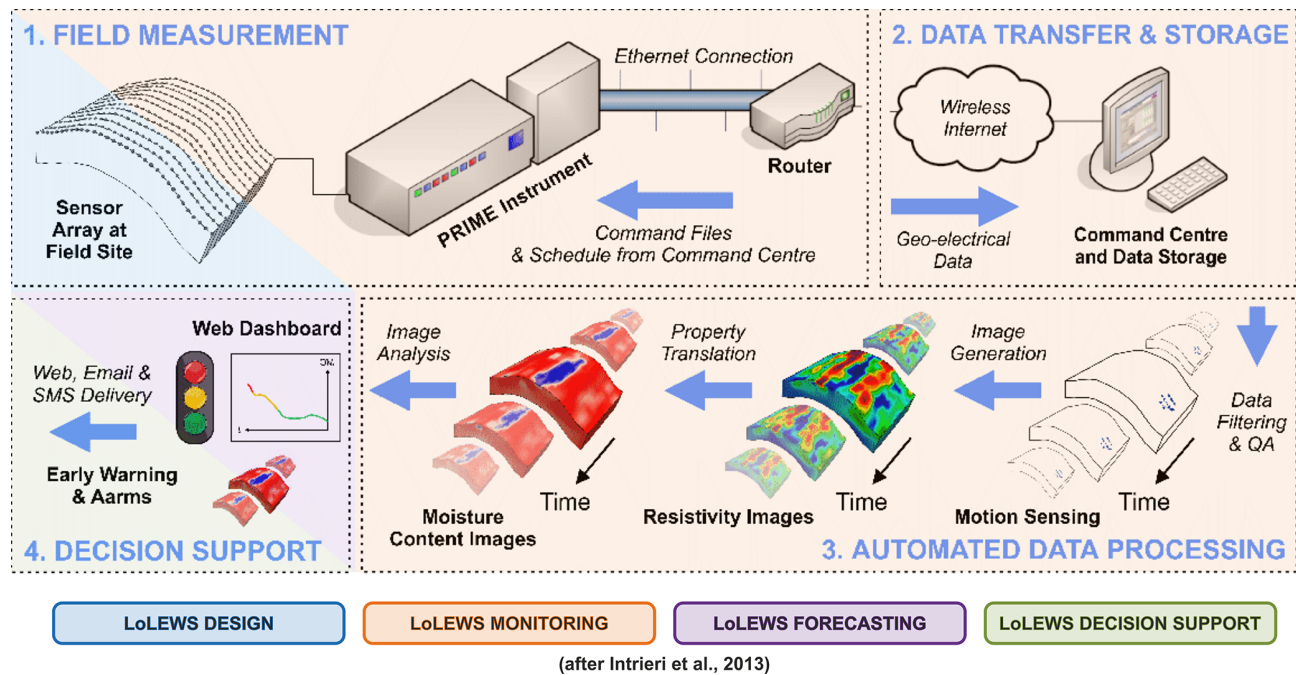 1. FIELD MEASUREMENT
Ethernet Connection
Router
PRIME Instrument
Sensor
Array at
Field Site
Command Files
& Schedule from Command Centre
2. DATA TRANSFER & STORAGE
Wireless
Internet
Geo-electrical
Data
Command Centre
and Data Storage
Data
Filtering
& QA
Image
Generation
Motion Sensing
Time
Property
Translation
Resistivity Images
Time
Image
Analysis
Moisture
Content Images
Time
3. AUTOMATED DATA PROCESSING
Web Dashboard
MC
t
Web, Email &
SMS Delivery
Early Warning
& Aarms
4. DECISION SUPPORT
LoLEWS DESIGN
LoLEWS MONITORING
LoLEWS FORECASTING
LoLEWS DECISION SUPPORT
(after Intrieri et al., 2013)